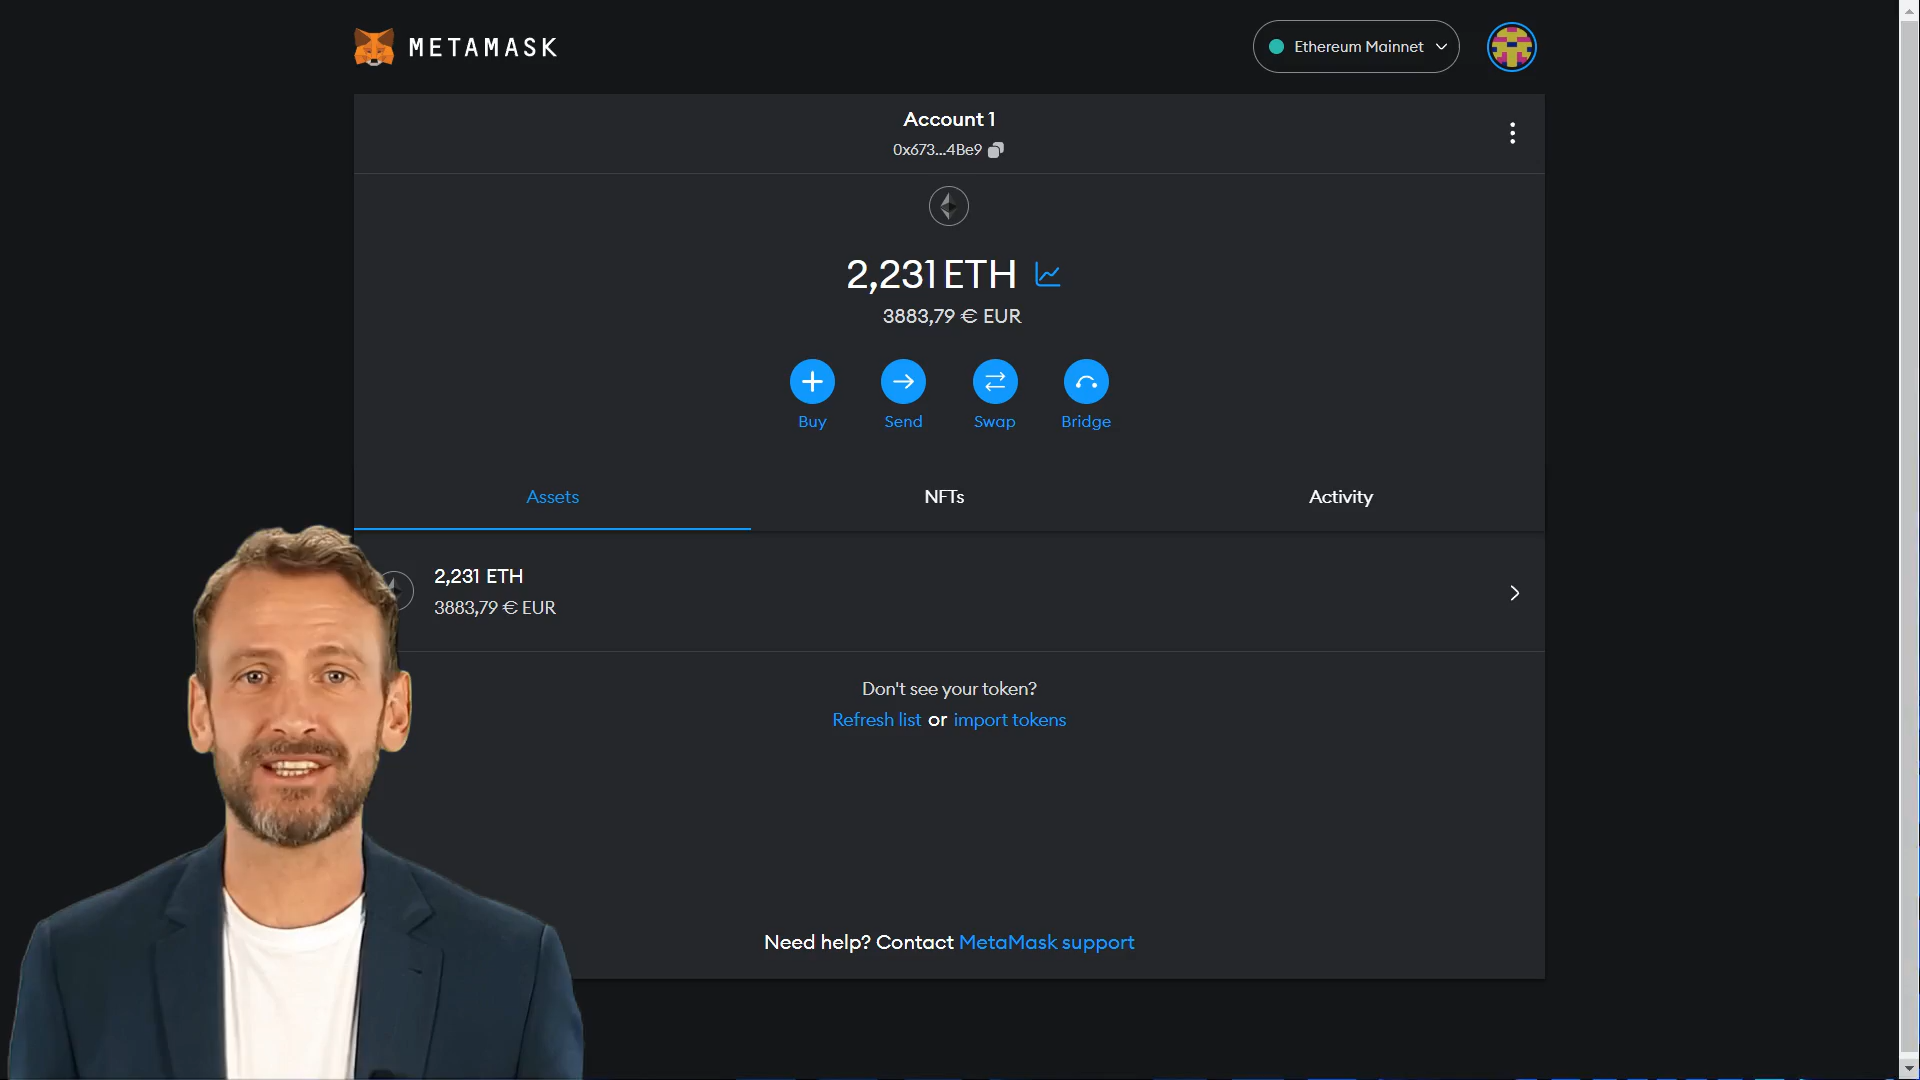 METAMASK
Ethereum Mainnet
Account 1
0x673...4Be9
2,231 ETH
3883,79 € EUR
Buy
Send
Swap
Bridge
Assets
NFTs
Activity
2,231 ETH
3883,79 € EUR
Don't see your token?
Refresh list or import tokens
Need help? Contact MetaMask support